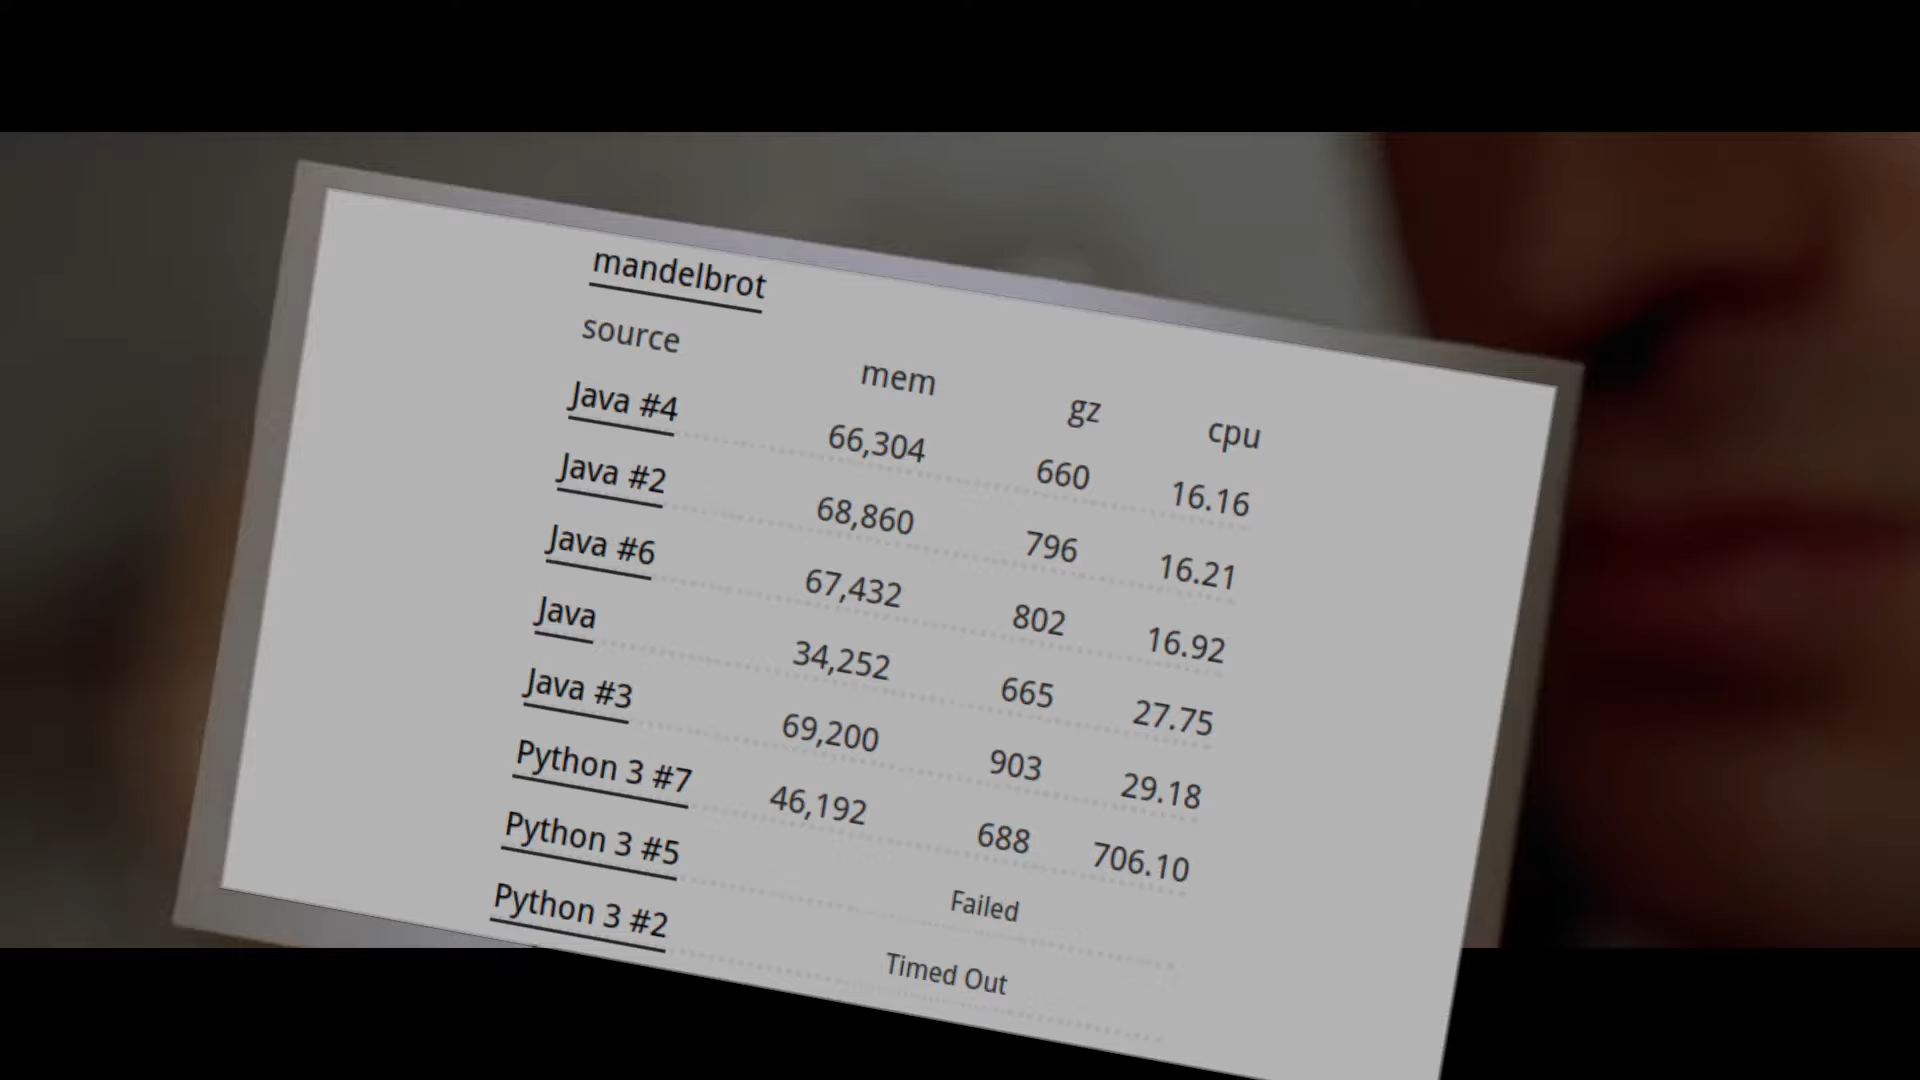 mandelbrot
source mem gz cpu
Java #4 66,304 660 16.16
Java #2 68,860 796 16.21
Java #6 67,432 802 16.92
Java 34,252 665 27.75
Java #3 69,200 903 29.18
Python 3 #7 46,192 688 706.10
Python 3 #5 Failed
Python 3 #2 Timed Out